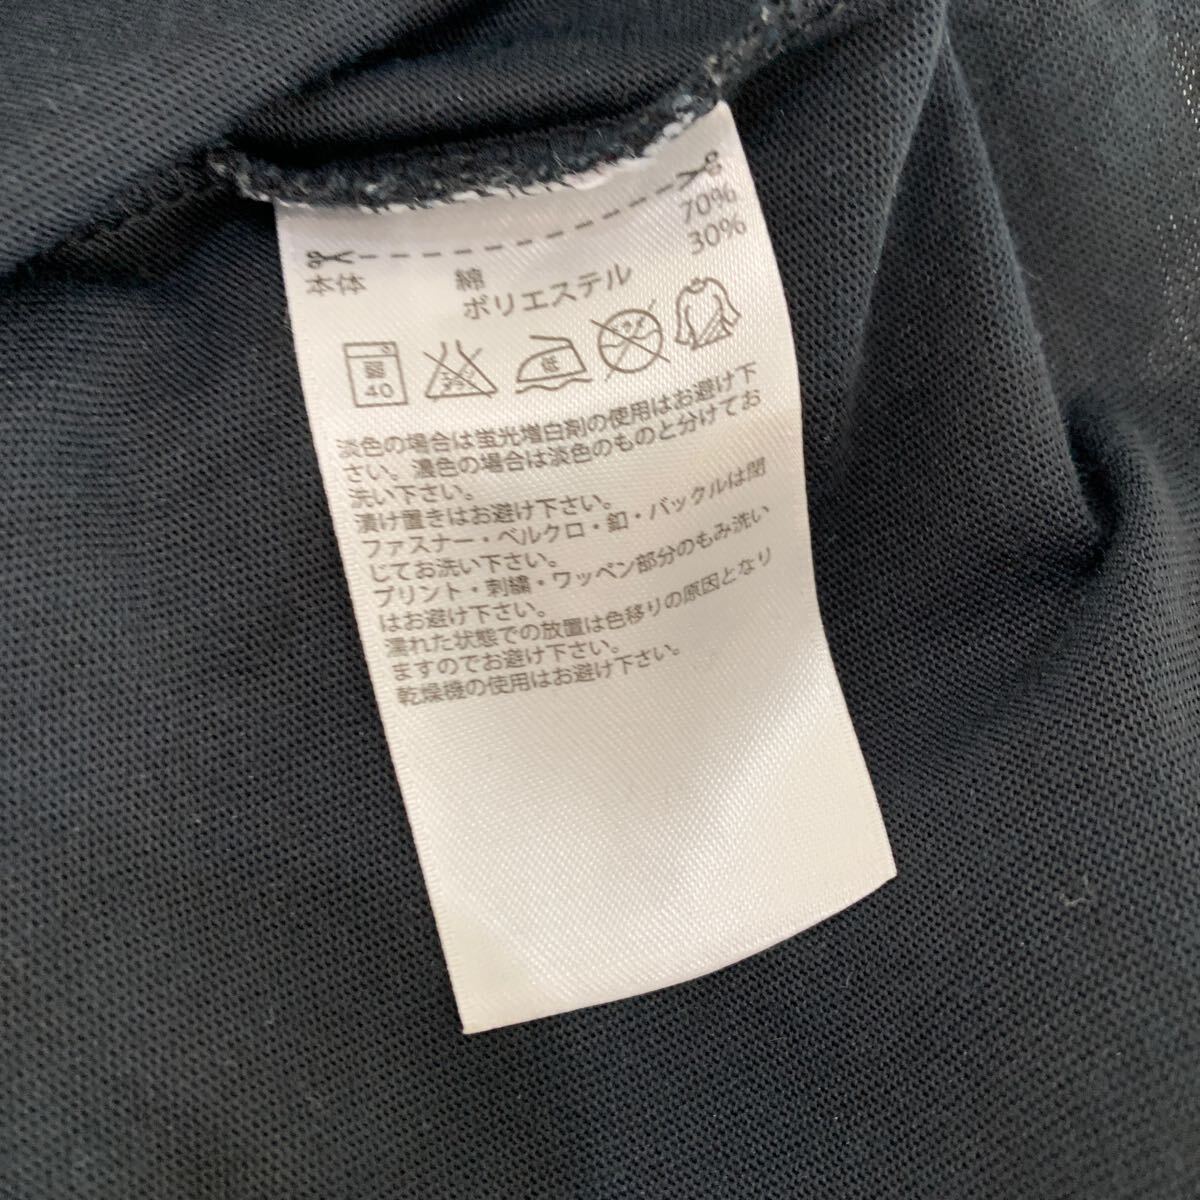 本体 綿 70%
ポリエステル 30%
40 低
淡色の場合は蛍光増白剤の使用はお避け下
さい。濃色の場合は淡色のものと分けてお
洗い下さい。
漬け置きはお避け下さい。
ファスナー・ベルクロ・釦・バックルは閉
じてお洗い下さい。
プリント・刺繍・ワッペン部分のもみ洗い
はお避け下さい。
濡れた状態での放置は色移りの原因となり
ますのでお避け下さい。
乾燥機の使用はお避け下さい。